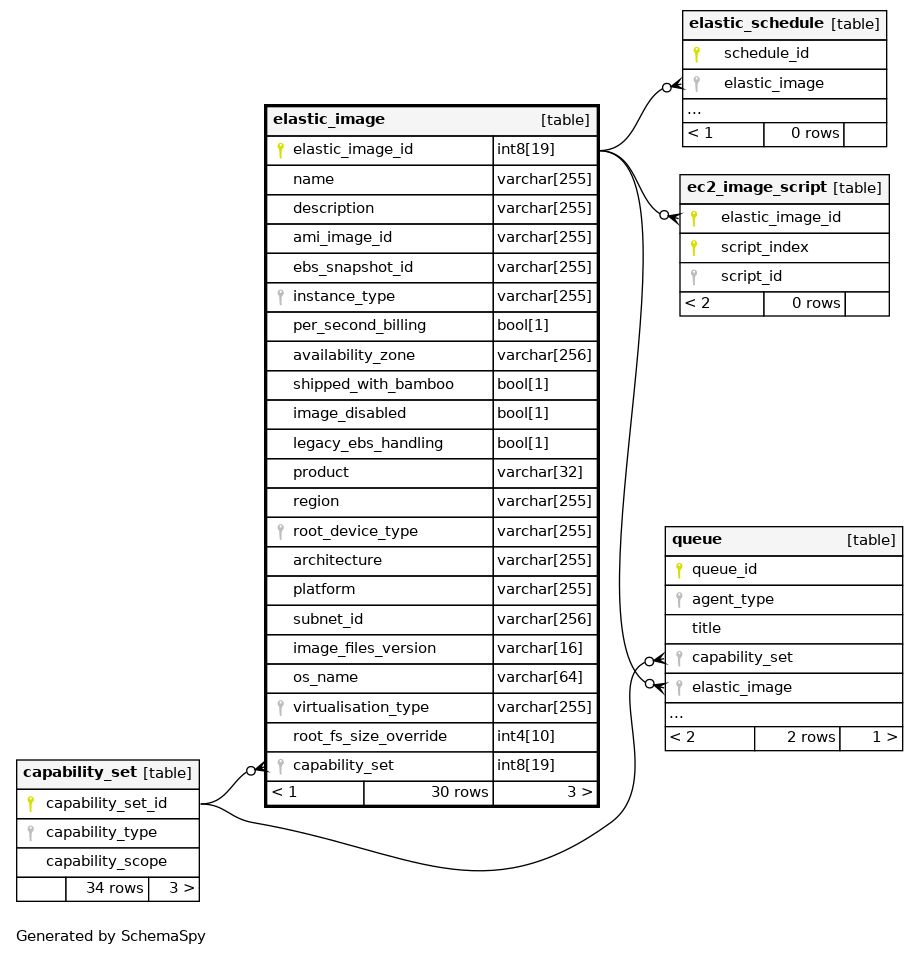 elastic_schedule [table]
schedule_id
elastic_image
...
< 1 0 rows
elastic_image [table]
elastic_image_id int8[19]
name varchar[255]
description varchar[255]
ami_image_id varchar[255]
ebs_snapshot_id varchar[255]
instance_type varchar[255]
per_second_billing bool[1]
availability_zone varchar[256]
shipped_with_bamboo bool[1]
image_disabled bool[1]
legacy_ebs_handling bool[1]
product varchar[32]
region varchar[255]
root_device_type varchar[255]
architecture varchar[255]
platform varchar[255]
subnet_id varchar[256]
image_files_version varchar[16]
os_name varchar[64]
virtualisation_type varchar[255]
root_fs_size_override int4[10]
capability_set int8[19]
< 1 30 rows 3 >
ec2_image_script [table]
elastic_image_id
script_index
script_id
< 2 0 rows
queue [table]
queue_id
agent_type
title
capability_set
elastic_image
...
< 2 2 rows 1 >
capability_set [table]
capability_set_id
capability_type
capability_scope
34 rows 3 >
Generated by SchemaSpy